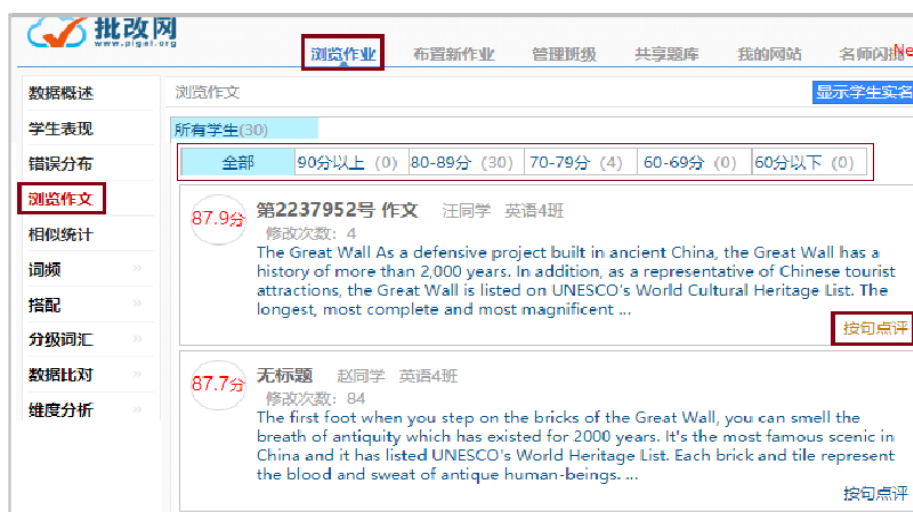 批改网
www.pigai.org
浏览作业 布置新作业 管理班级 共享题库 我的网站 名师闪批 Ne
数据概述
学生表现
错误分布
浏览作文
相似统计
词频 »
搭配 »
分级词汇 »
数据比对 »
维度分析 »
浏览作文 显示学生实名
所有学生(30)
全部 90分以上 (0) 80-89分 (30) 70-79分 (4) 60-69分 (0) 60分以下 (0)
87.9分 第2237952号 作文 汪同学 英语4班
修改次数: 4
The Great Wall As a defensive project built in ancient China, the Great Wall has a
history of more than 2,000 years. In addition, as a representative of Chinese tourist
attractions, the Great Wall is listed on UNESCO's World Cultural Heritage List. The
longest, most complete and most magnificent ...
按句点评
87.7分 无标题 赵同学 英语4班
修改次数: 84
The first foot when you step on the bricks of the Great Wall, you can smell the
breath of antiquity which has existed for 2000 years. It's the most famous scenic in
China and it has listed UNESCO's World Heritage List. Each brick and tile represent
the blood and sweat of antique human-beings. ...
按句点评